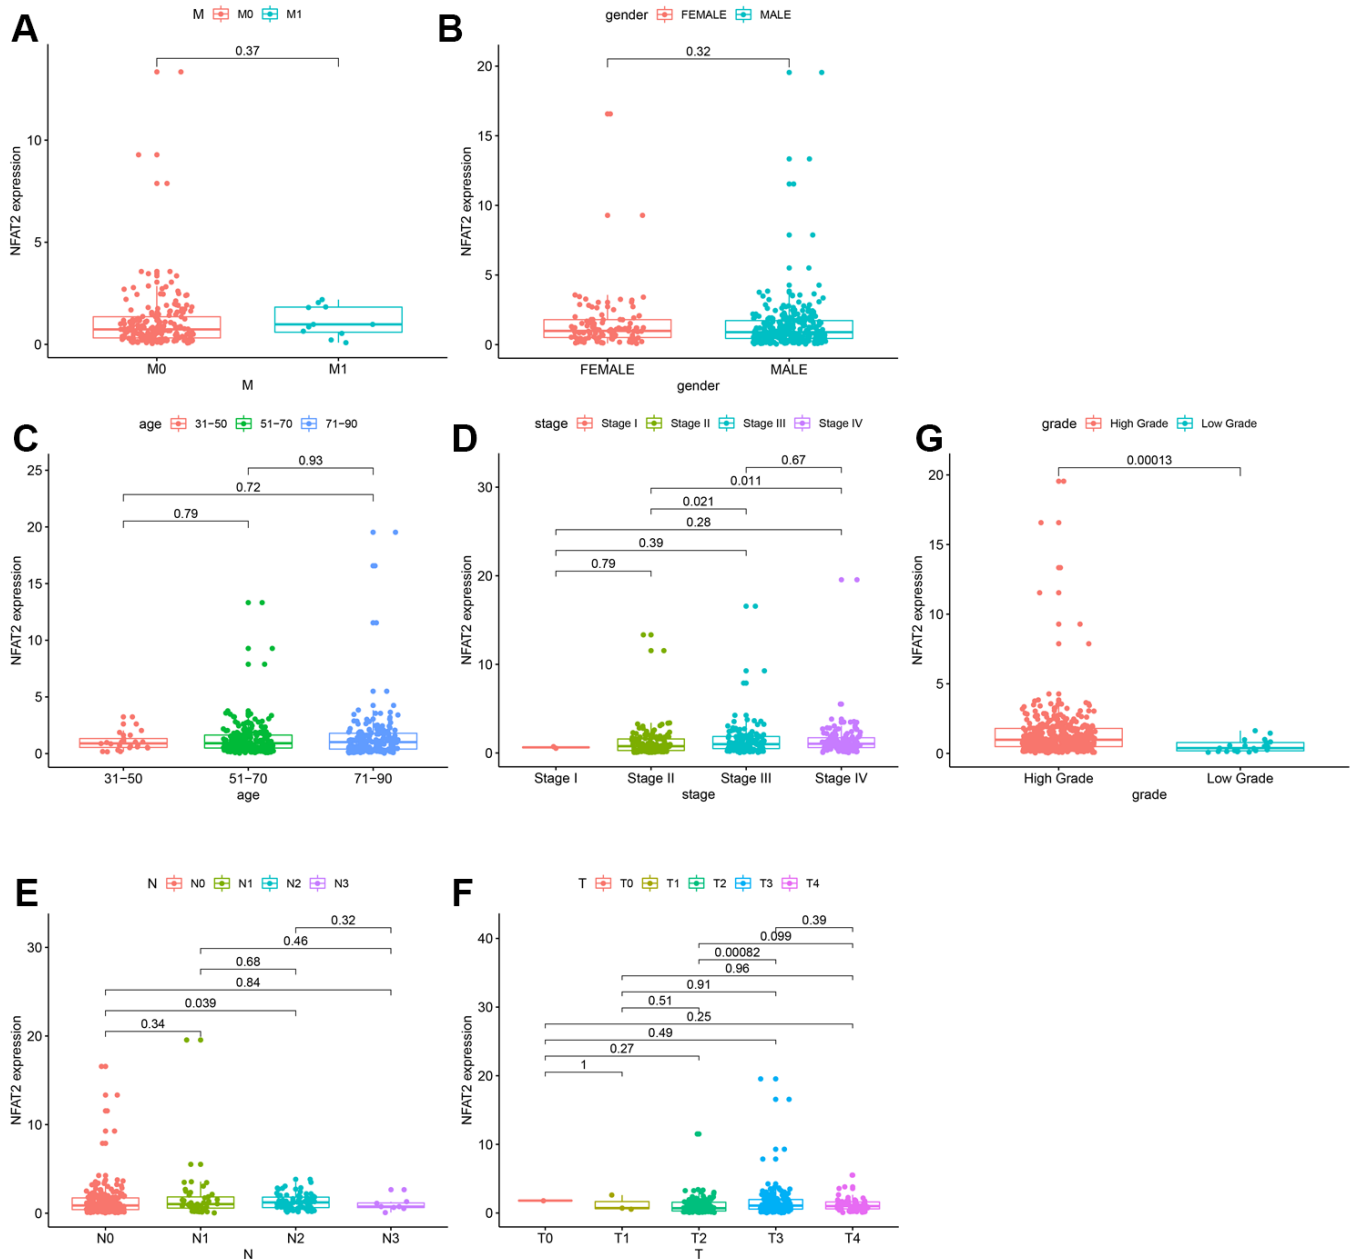 A
M M0 M1
0.37
10
5
0
NFAT2 expression
M0 M1
M
B
gender FEMALE MALE
0.32
20
15
10
5
0
NFAT2 expression
FEMALE MALE
gender
C
age 31−50 51−70 71−90
0.93
0.72
0.79
25
20
15
10
5
0
NFAT2 expression
31−50 51−70 71−90
age
D
stage Stage I Stage II Stage III Stage IV
0.67
0.011
0.021
0.28
0.39
0.79
30
20
10
0
NFAT2 expression
Stage I Stage II Stage III Stage IV
stage
G
grade High Grade Low Grade
0.00013
20
15
10
5
0
NFAT2 expression
High Grade Low Grade
grade
E
N N0 N1 N2 N3
0.32
0.46
0.68
0.84
0.039
0.34
30
20
10
0
NFAT2 expression
N0 N1 N2 N3
N
F
T T0 T1 T2 T3 T4
0.39
0.099
0.00082
0.96
0.91
0.51
0.25
0.49
0.27
1
40
30
20
10
0
NFAT2 expression
T0 T1 T2 T3 T4
T